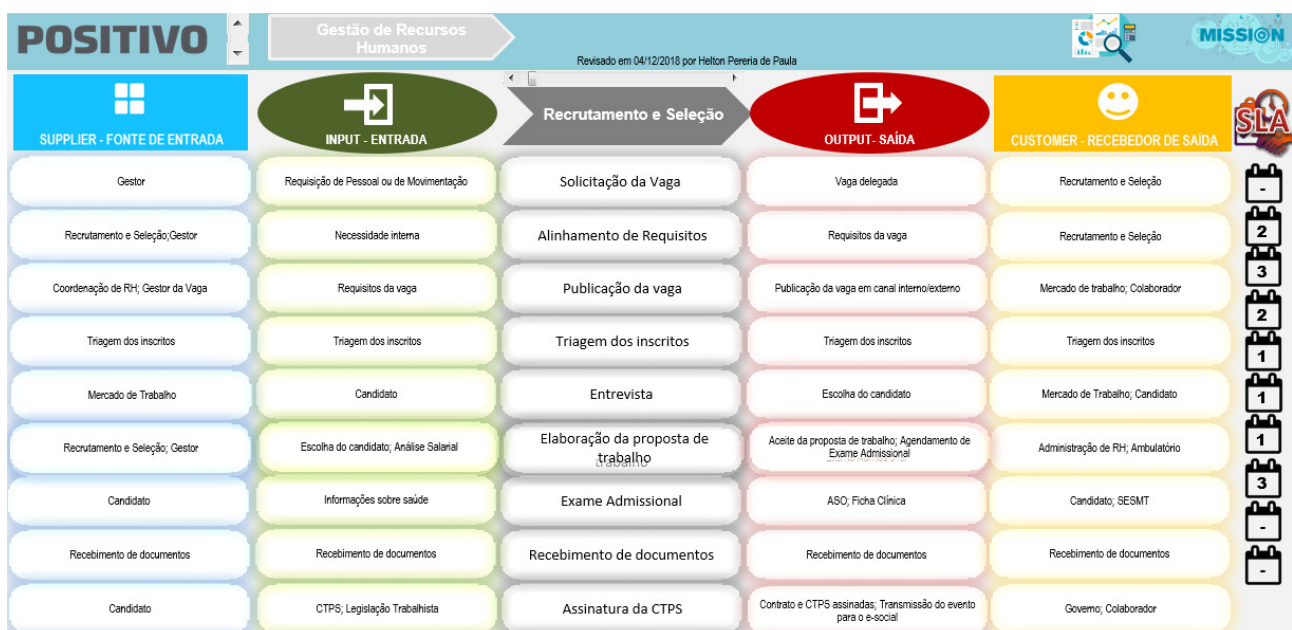 POSITIVO
Gestão de Recursos
Humanos
Revisado em 04/12/2018 por Helton Pereria de Paula
MISSI@N
SUPPLIER - FONTE DE ENTRADA
INPUT - ENTRADA
Recrutamento e Seleção
OUTPUT- SAÍDA
CUSTOMER - RECEBEDOR DE SAÍDA
SLA
Gestor
Requisição de Pessoal ou de Movimentação
Solicitação da Vaga
Vaga delegada
Recrutamento e Seleção
-
Recrutamento e Seleção;Gestor
Necessidade interna
Alinhamento de Requisitos
Requisitos da vaga
Recrutamento e Seleção
2
Coordenação de RH; Gestor da Vaga
Requisitos da vaga
Publicação da vaga
Publicação da vaga em canal interno/externo
Mercado de trabalho; Colaborador
3
2
Triagem dos inscritos
Triagem dos inscritos
Triagem dos inscritos
Triagem dos inscritos
Triagem dos inscritos
1
Mercado de Trabalho
Candidato
Entrevista
Escolha do candidato
Mercado de Trabalho; Candidato
1
Recrutamento e Seleção; Gestor
Escolha do candidato; Análise Salarial
Elaboração da proposta de
trabalho
Aceite da proposta de trabalho; Agendamento de
Exame Admissional
Administração de RH; Ambulatório
1
3
Candidato
Informações sobre saúde
Exame Admissional
ASO; Ficha Clínica
Candidato; SESMT
-
Recebimento de documentos
Recebimento de documentos
Recebimento de documentos
Recebimento de documentos
Recebimento de documentos
-
Candidato
CTPS; Legislação Trabalhista
Assinatura da CTPS
Contrato e CTPS assinadas; Transmissão do evento
para o e-social
Governo; Colaborador